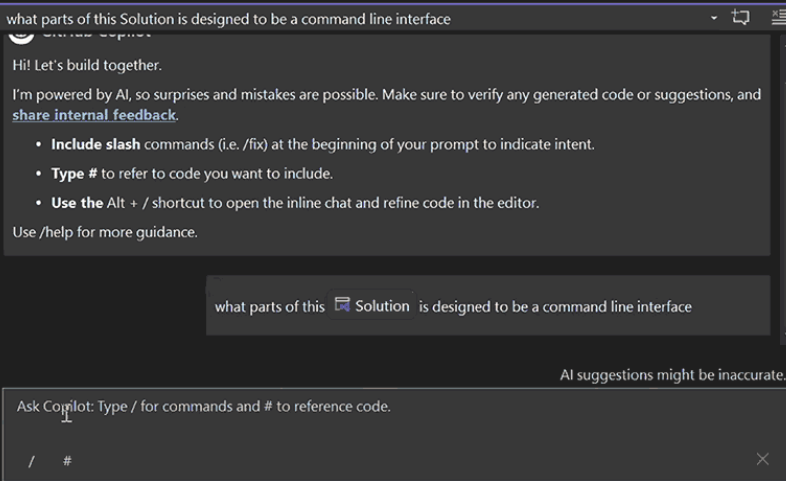 what parts of this Solution is designed to be a command line interface
GitHub Copilot
Hi! Let's build together.
I'm powered by AI, so surprises and mistakes are possible. Make sure to verify any generated code or suggestions, and
share internal feedback.
• Include slash commands (i.e. /fix) at the beginning of your prompt to indicate intent.
• Type # to refer to code you want to include.
• Use the Alt + / shortcut to open the inline chat and refine code in the editor.
Use /help for more guidance.
what parts of this Solution is designed to be a command line interface
AI suggestions might be inaccurate.
Ask Copilot: Type / for commands and # to reference code.
/ #